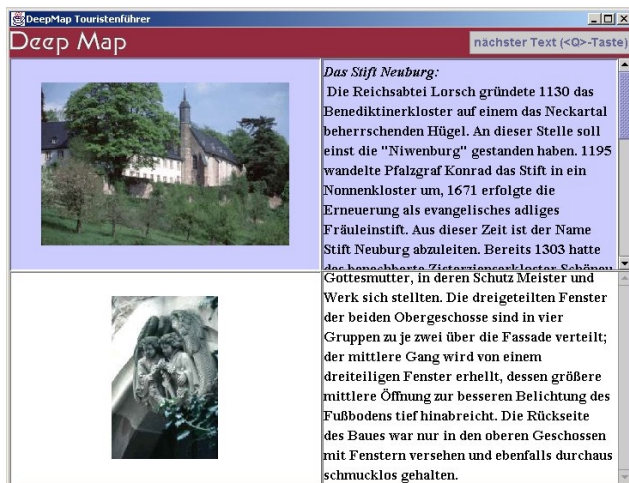 DeepMap Touristenführer
Deep Map
nächster Text (<Q>-Taste)
Das Stift Neuburg:
Die Reichsabtei Lorsch gründete 1130 das
Benediktinerkloster auf einem das Neckartal
beherrschenden Hügel. An dieser Stelle soll
einst die "Niwenburg" gestanden haben. 1195
wandelte Pfalzgraf Konrad das Stift in ein
Nonnenkloster um, 1671 erfolgte die
Erneuerung als evangelisches adliges
Fräuleinstift. Aus dieser Zeit ist der Name
Stift Neuburg abzuleiten. Bereits 1303 hatte
das benachbarte Zisterzienserkloster Schönau
Gottesmutter, in deren Schutz Meister und
Werk sich stellten. Die dreigeteilten Fenster
der beiden Obergeschosse sind in vier
Gruppen zu je zwei über die Fassade verteilt;
der mittlere Gang wird von einem
dreiteiligen Fenster erhellt, dessen größere
mittlere Öffnung zur besseren Belichtung des
Fußbodens tief hinabreicht. Die Rückseite
des Baues war nur in den oberen Geschossen
mit Fenstern versehen und ebenfalls durchaus
schmucklos gehalten.